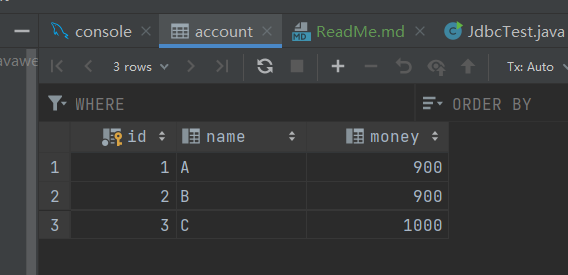 console account ReadMe.md JdbcTest.java
avawe
3 rows Tx: Auto
WHERE ORDER BY
id name money
1 1 A 900
2 2 B 900
3 3 C 1000